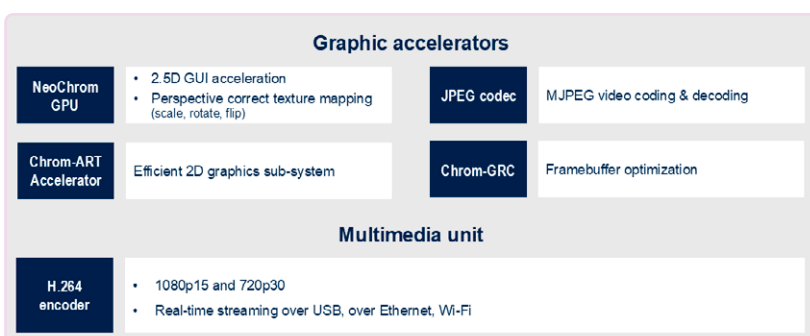 Graphic accelerators
NeoChrom
GPU
• 2.5D GUI acceleration
• Perspective correct texture mapping
(scale, rotate, flip)
JPEG codec
MJPEG video coding & decoding
Chrom-ART
Accelerator
Efficient 2D graphics sub-system
Chrom-GRC
Framebuffer optimization
Multimedia unit
H.264
encoder
• 1080p15 and 720p30
• Real-time streaming over USB, over Ethernet, Wi-Fi